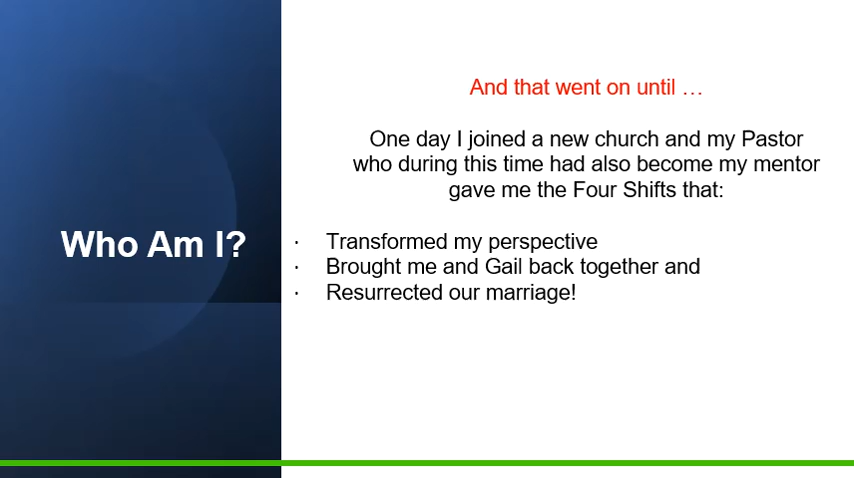 Who Am I?
And that went on until …
One day I joined a new church and my Pastor
who during this time had also become my mentor
gave me the Four Shifts that:
· Transformed my perspective
· Brought me and Gail back together and
· Resurrected our marriage!